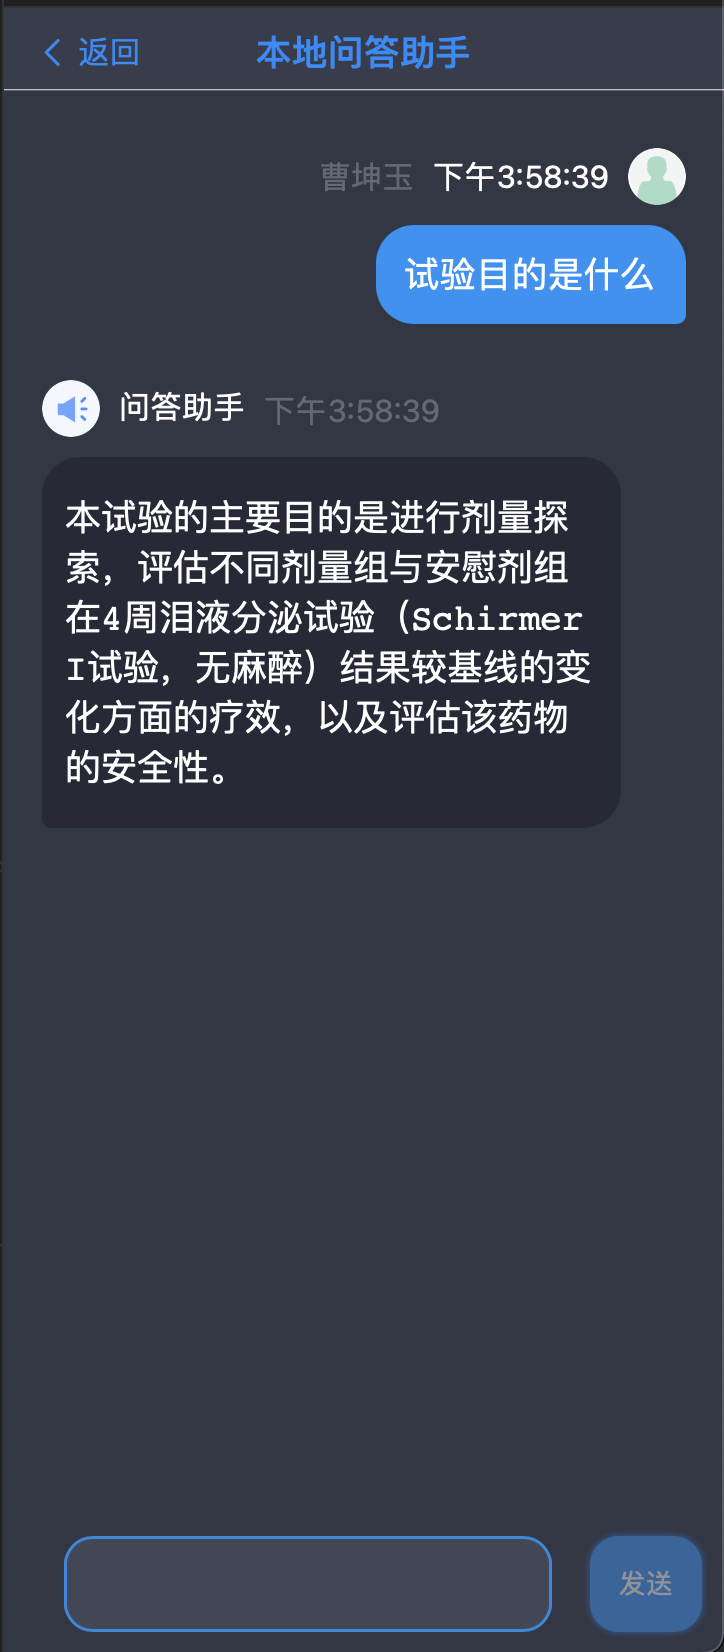 返回
本地问答助手
曹坤玉 下午3:58:39
试验目的是什么
问答助手 下午3:58:39
本试验的主要目的是进行剂量探
索，评估不同剂量组与安慰剂组
在4周泪液分泌试验（Schirmer
I试验，无麻醉）结果较基线的变
化方面的疗效，以及评估该药物
的安全性。
发送